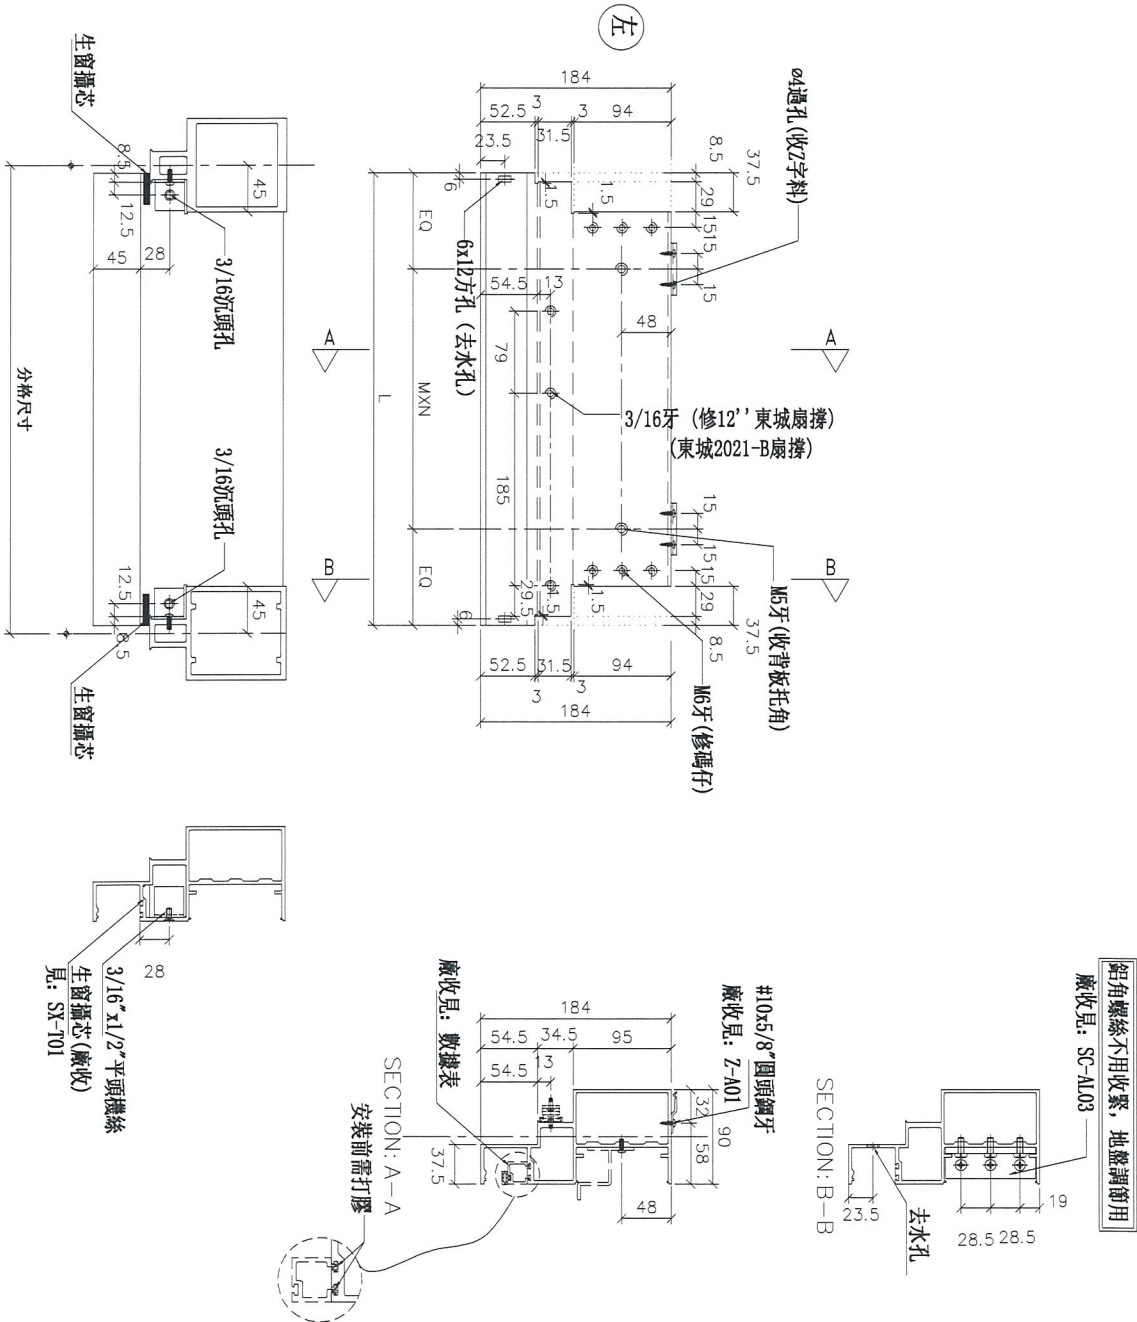 左
184
52.5
3
31.5
3
94
23.5
8.5
37.5
29
15
15
15
1.5
1.5
6
EQ
ø4過孔(收Z字料)
6x12方孔（去水孔）
54.5
13
48
79
MXN
L
185
A
A
3/16牙（修12''東城扇撐）
(東城2021-B扇撐)
15
15
15
B
B
EQ
29.5
6
1.5
1.5
29
37.5
8.5
M5牙(收背板托角)
M6牙(修碼仔)
52.5
3
31.5
3
94
184
生窗攝芯
8.5
12.5
45
45
28
3/16沉頭孔
分格尺寸
3/16沉頭孔
12.5
8.5
45
生窗攝芯
28
3/16"x1/2"平頭機絲
生窗攝芯(廠收)
見: SX-T01
184
54.5
34.5
95
54.5
13
32
90
58
48
37.5
#10x5/8"圓頭鋼牙
廠收見: Z-A01
廠收見: 數據表
SECTION: A-A
安裝前需打膠
鋁角螺絲不用收緊, 地盤調節用
廠收見: SC-AL03
19
28.5
28.5
23.5
去水孔
SECTION: B-B